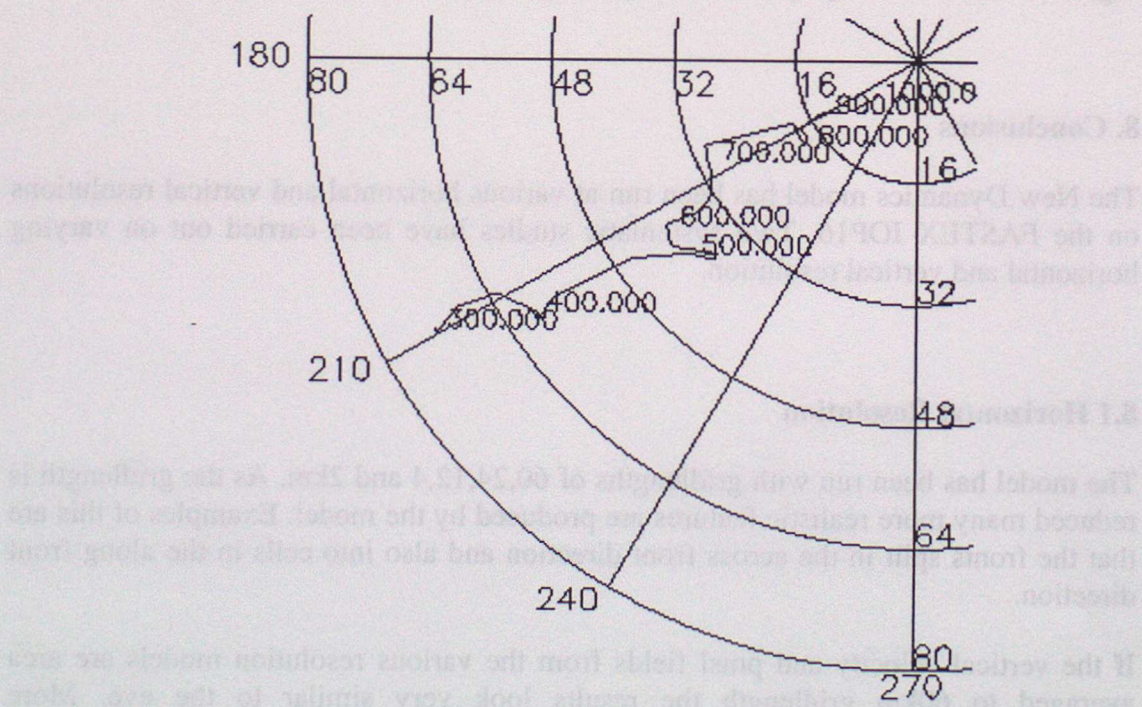 180
80 64 48 32 16
1000.0
800.000
600.000
700.000
16
8. Conclusions
The New Dynamics model has been run at various horizontal and vertical resolutions
on the FASTEX IOP16. studies have been carried out on varying
horizontal and vertical resolution.
600.000
500.000
32
400.000
300.000
210
48
8.1 Horizontal Resolution
The model has been run with gridlengths of 60,24,12,4 and 2km. As the gridlength is
reduced many more realistic features are produced by the model. Examples of this are
that the fronts split in the across front direction and also into cells in the along front
direction.
64
240
If the vertical velocity and fields from the various resolution models are area
averaged to gridlength the results look very similar to the eye. More
80
270